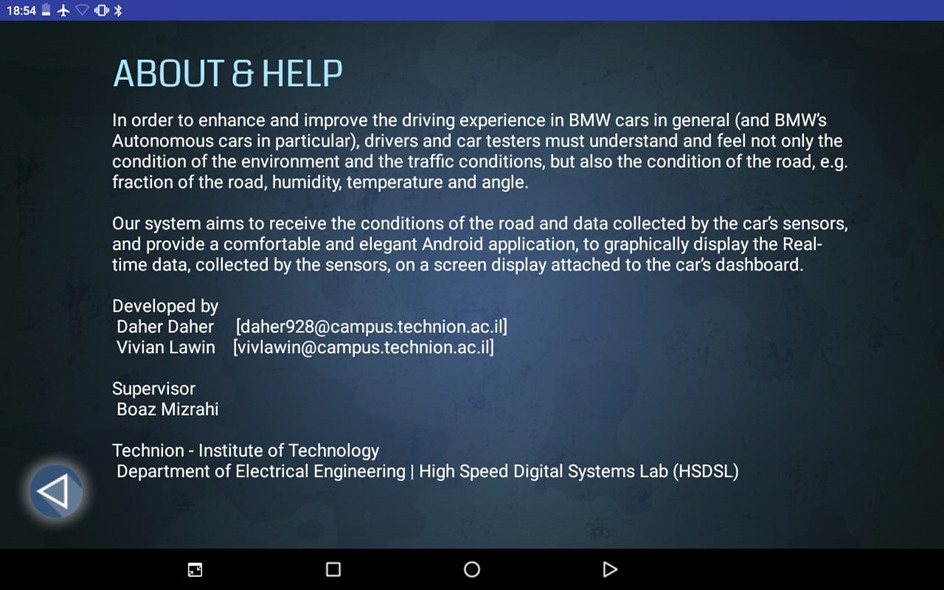 18:54
ABOUT & HELP
In order to enhance and improve the driving experience in BMW cars in general (and BMW's
Autonomous cars in particular), drivers and car testers must understand and feel not only the
condition of the environment and the traffic conditions, but also the condition of the road, e.g.
fraction of the road, humidity, temperature and angle.
Our system aims to receive the conditions of the road and data collected by the car's sensors,
and provide a comfortable and elegant Android application, to graphically display the Real-
time data, collected by the sensors, on a screen display attached to the car's dashboard.
Developed by
Daher Daher [daher928@campus.technion.ac.il]
Vivian Lawin [vivlawin@campus.technion.ac.il]
Supervisor
Boaz Mizrahi
Technion - Institute of Technology
Department of Electrical Engineering | High Speed Digital Systems Lab (HSDSL)